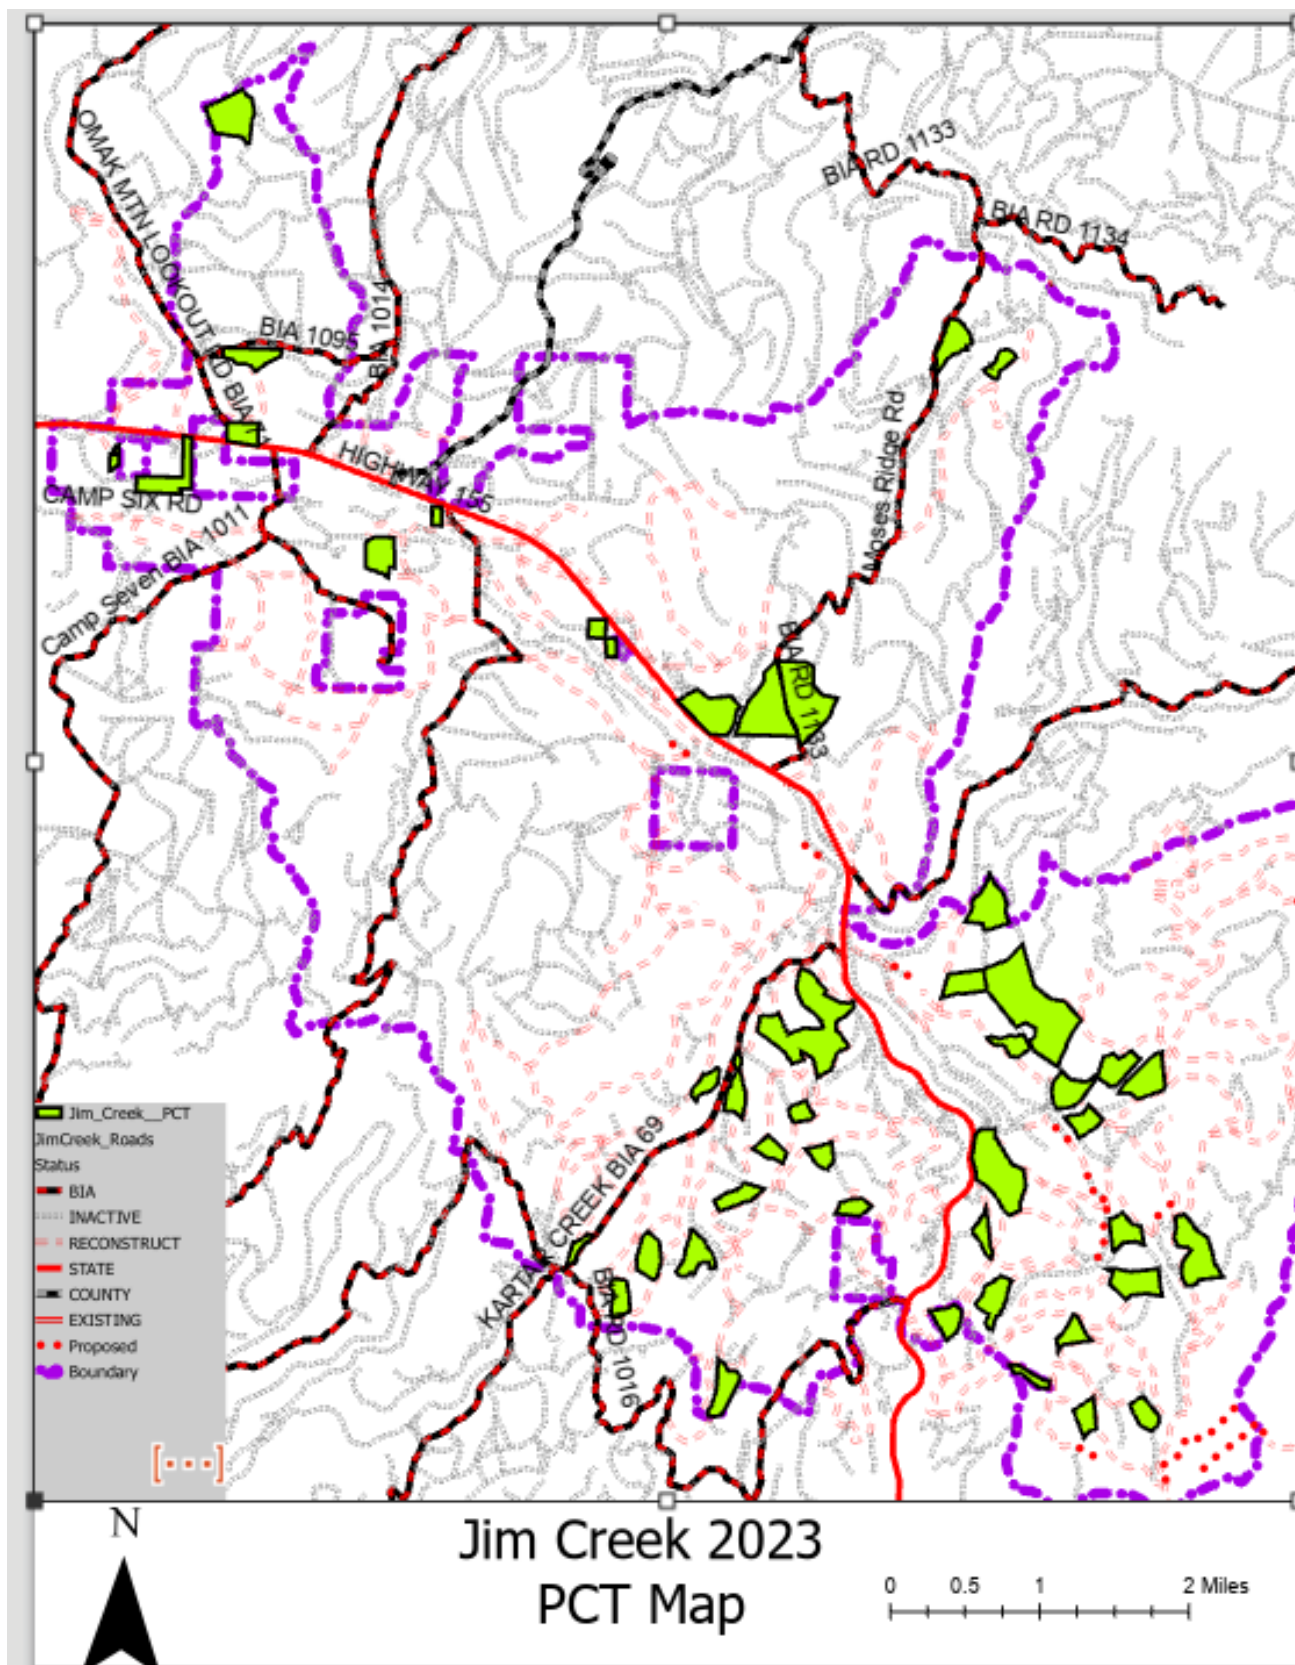 OMAK MTN LOOKOUT RD BIA 11
BIA RD 1133
BIA RD 1134
BIA 1095
BIA 1014
HIGHWAY 155
CAMP SIX RD
Camp Seven BIA 1011
Moses Ridge Rd
BIA RD 1133
KARTAR CREEK BIA 69
BIA RD 1016
Jim_Creek__PCT
JimCreek_Roads
Status
BIA
INACTIVE
RECONSTRUCT
STATE
COUNTY
EXISTING
Proposed
Boundary
N
Jim Creek 2023
PCT Map
0 0.5 1 2 Miles